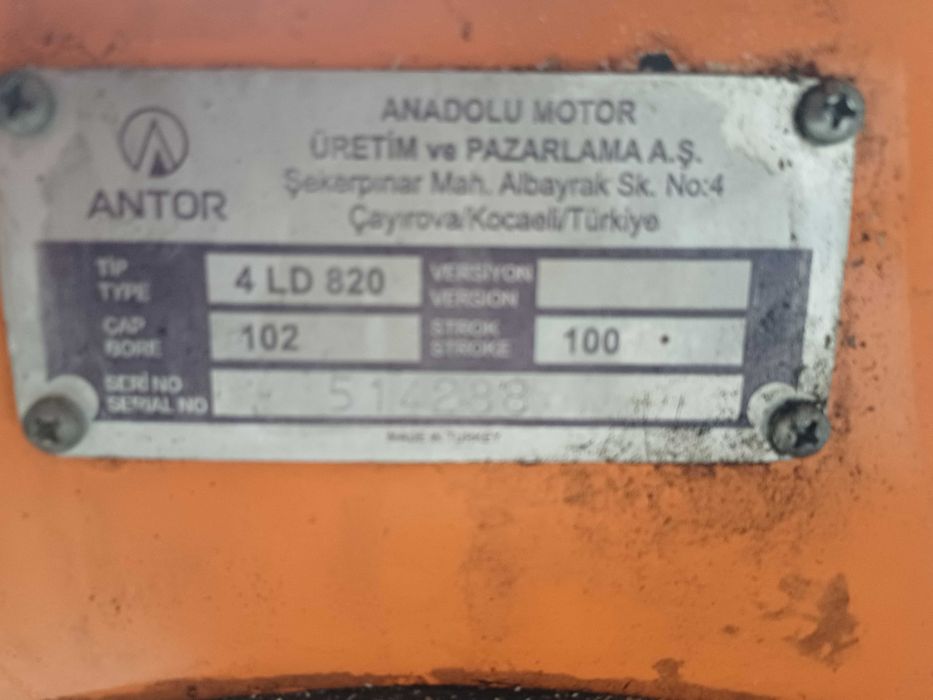 ANTOR
ANADOLU MOTOR
ÜRETİM ve PAZARLAMA A.Ş.
Şekerpınar Mah. Albayrak Sk. No:4
Çayırova/Kocaeli/Türkiye
TİP TYPE 4 LD 820 VERSİYON VERSION
ÇAP BORE 102 STROK STROKE 100
SERİ NO SERIAL NO 514288
MADE IN TURKEY